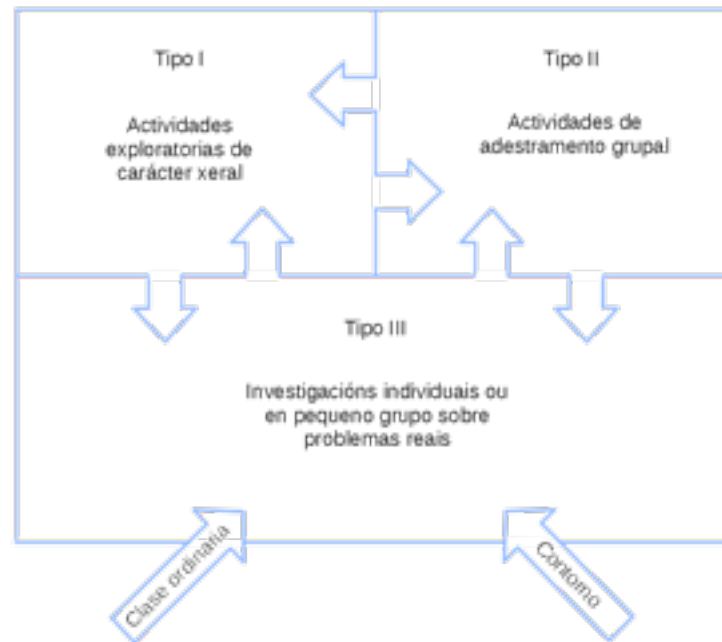 Tipo I
Actividades
exploratorias de
carácter xeral
Tipo II
Actividades de
adestramento grupal
Tipo III
Investigacións individuais ou
en pequeno grupo sobre
problemas reais
Clase ordinaria
Contorno